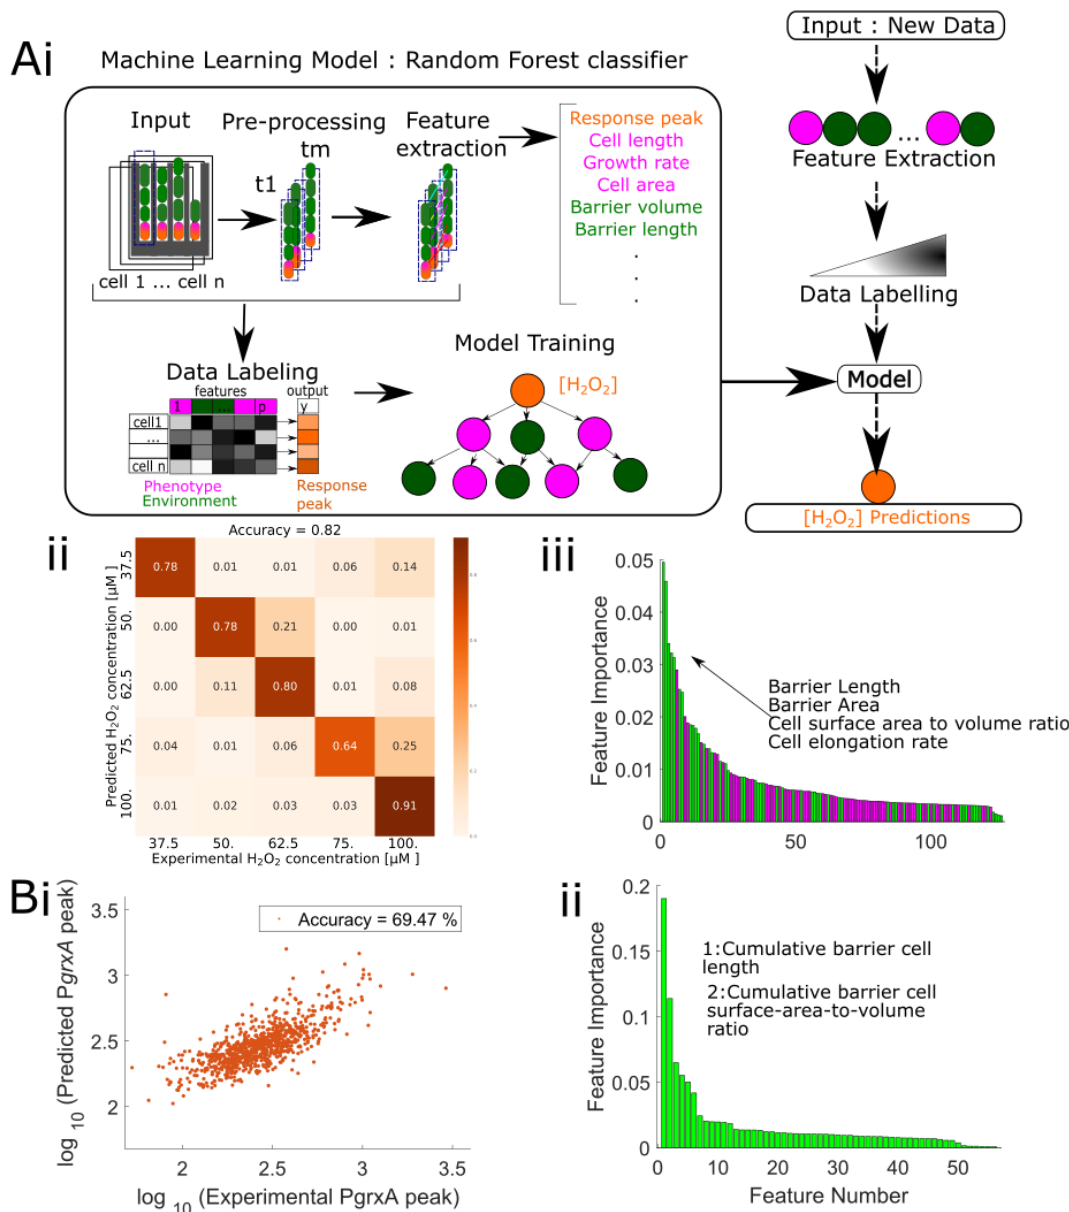 Ai
Machine Learning Model : Random Forest classifier
Input
Pre-processing
tm
t1
Feature
extraction
cell 1 ... cell n
Response peak
Cell length
Growth rate
Cell area
Barrier volume
Barrier length
.
.
.
Data Labeling
features
output
1
...
p
y
cell1
...
cell n
Phenotype
Environment
Response
peak
Model Training
[H₂O₂]
Input : New Data
...
Feature Extraction
Data Labelling
Model
[H₂O₂] Predictions
ii
Accuracy = 0.82
Predicted H₂O₂ concentration [µM ]
37.5
0.78 0.01 0.01 0.06 0.14
50.
0.00 0.78 0.21 0.00 0.01
62.5
0.00 0.11 0.80 0.01 0.08
75.
0.04 0.01 0.06 0.64 0.25
100.
0.01 0.02 0.03 0.03 0.91
37.5 50. 62.5 75. 100.
Experimental H₂O₂ concentration [µM ]
iii
Feature Importance
0.05
0.04
0.03
0.02
0.01
0
0 50 100
Barrier Length
Barrier Area
Cell surface area to volume ratio
Cell elongation rate
Bi
log ₁₀ (Predicted PgrxA peak)
3.5
3
2.5
2
Accuracy = 69.47 %
2 2.5 3 3.5
log ₁₀ (Experimental PgrxA peak)
ii
Feature Importance
0.2
0.15
0.1
0.05
0
1:Cumulative barrier cell
length
2:Cumulative barrier cell
surface-area-to-volume
ratio
0 10 20 30 40 50
Feature Number